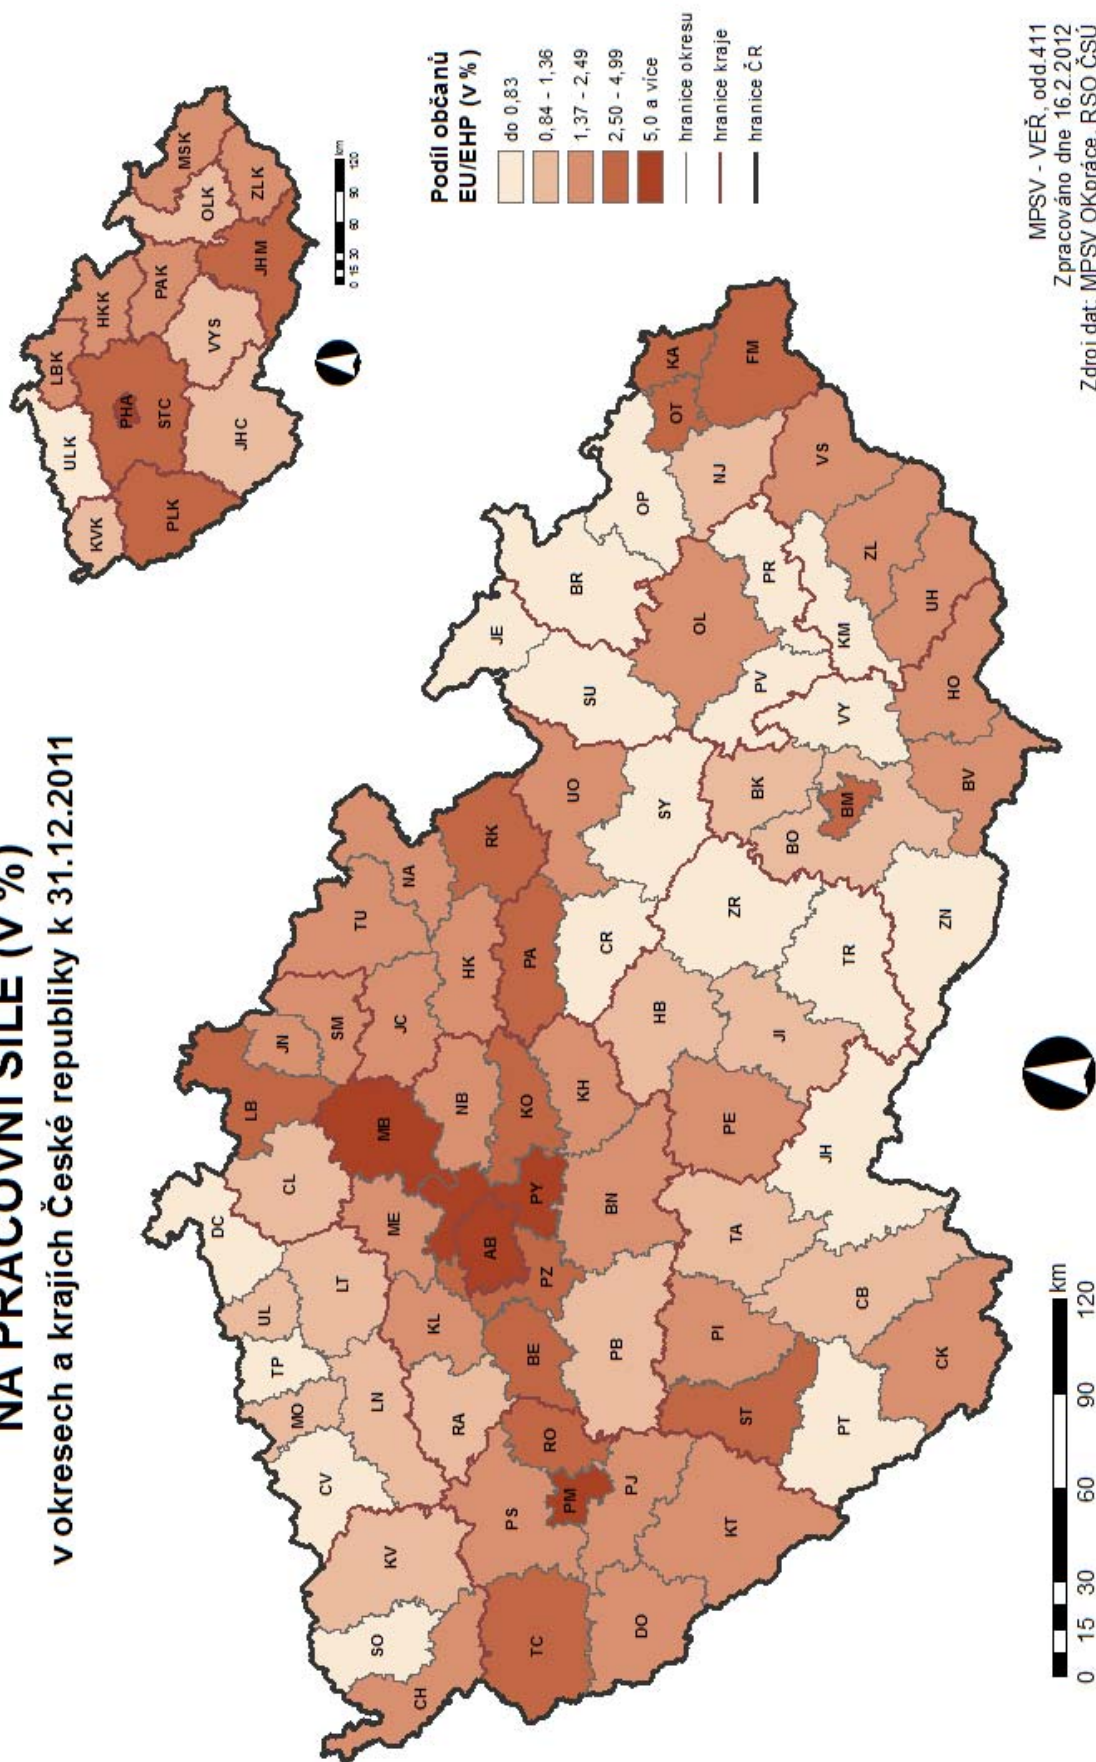 NA PRACOVNÍ SÍLE (v %)
v okresech a krajích České republiky k 31.12.2011
KVK
ULK
LBK
HKK
PHA
STC
PLK
PAK
MSK
OLK
ZLK
JHM
VYS
JHC
0 15 30 60 90 120
km
Podíl občanů
EU/EHP (v %)
do 0,83
0,84 - 1,36
1,37 - 2,49
2,50 - 4,99
5,0 a více
hranice okresu
hranice kraje
hranice ČR
DC
LB
JN
CL
UL
TP
LT
MO
SM
TU
CV
LN
MB
ME
JC
NA
SO
KV
KL
CH
RA
NB
HK
RK
AB
JE
PS
BE
PZ
PY
KO
PA
UO
TC
RO
PM
BR
SU
KH
CR
BN
PB
DO
PJ
OP
HB
SY
OL
KA
OT
PI
TA
PE
ZR
NJ
FM
KT
ST
BK
PV
PR
JI
BO
VS
PT
CB
JH
TR
BM
VY
KM
ZL
CK
ZN
BV
HO
UH
0 15 30 60 90 120
km
MPSV - VEŘ, odd.411
Zpracováno dne 16.2.2012
Zdroj dat: MPSV OKpráce, RSO ČSÚ